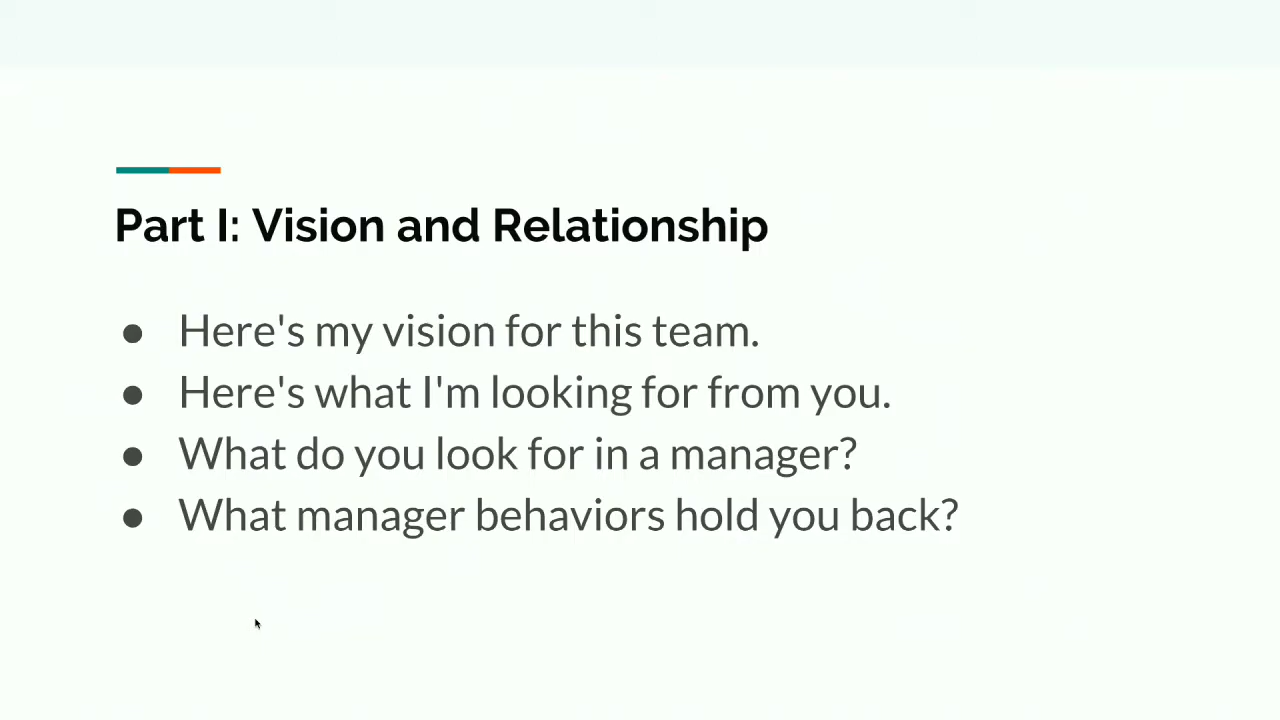 Part I: Vision and Relationship
● Here's my vision for this team.
● Here's what I'm looking for from you.
● What do you look for in a manager?
● What manager behaviors hold you back?